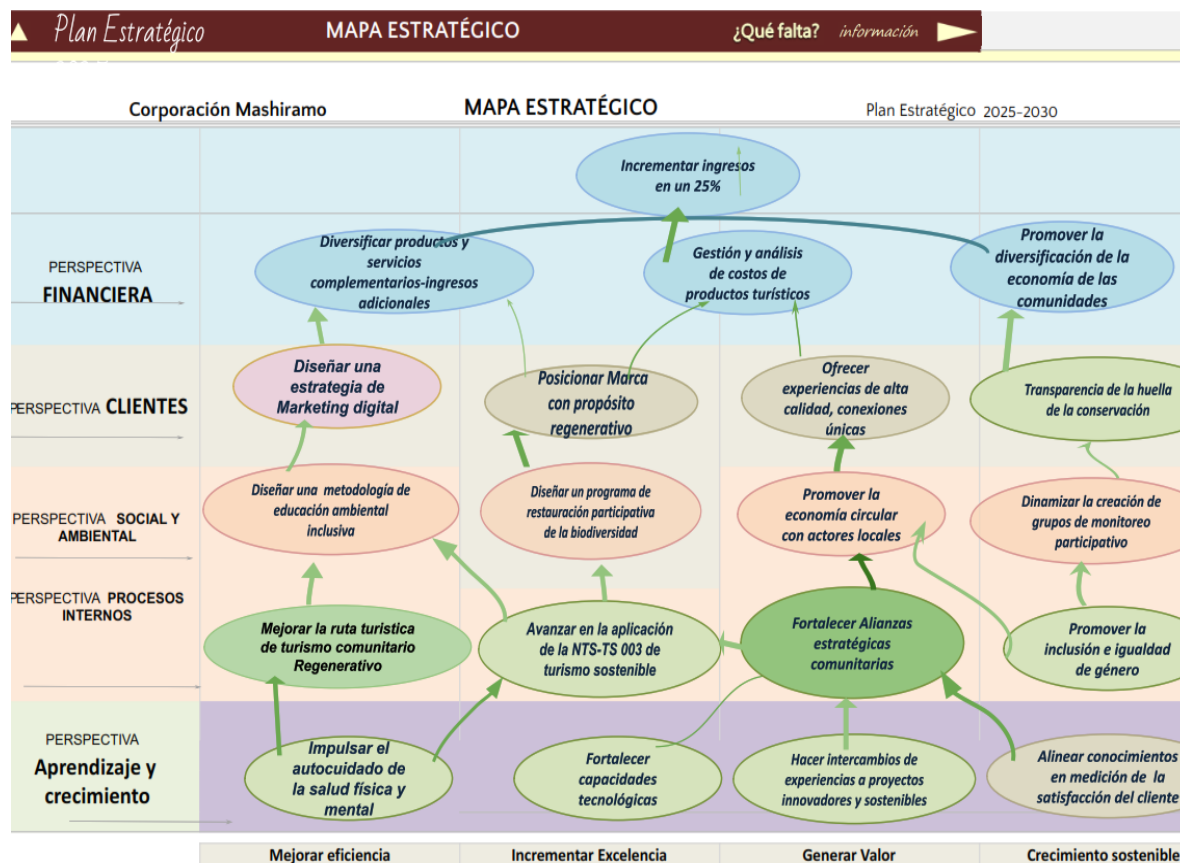 Plan Estratégico
MAPA ESTRATÉGICO
¿Qué falta?
información
Corporación Mashiramo
MAPA ESTRATÉGICO
Plan Estratégico 2025-2030
Incrementar ingresos
en un 25%
PERSPECTIVA
FINANCIERA
Diversificar productos y
servicios
complementarios-ingresos
adicionales
Gestión y análisis
de costos de
productos turísticos
Promover la
diversificación de la
economía de las
comunidades
PERSPECTIVA CLIENTES
Diseñar una
estrategia de
Marketing digital
Posicionar Marca
con propósito
regenerativo
Ofrecer
experiencias de alta
calidad, conexiones
únicas
Transparencia de la huella
de la conservación
PERSPECTIVA SOCIAL Y
AMBIENTAL
Diseñar una metodología de
educación ambiental
inclusiva
Diseñar un programa de
restauración participativa
de la biodiversidad
Promover la
economía circular
con actores locales
Dinamizar la creación de
grupos de monitoreo
participativo
PERSPECTIVA PROCESOS
INTERNOS
Mejorar la ruta turistica
de turismo comunitario
Regenerativo
Avanzar en la aplicación
de la NTS-TS 003 de
turismo sostenible
Fortalecer Alianzas
estratégicas
comunitarias
Promover la
inclusión e igualdad
de género
PERSPECTIVA
Aprendizaje y
crecimiento
Impulsar el
autocuidado de
la salud física y
mental
Fortalecer
capacidades
tecnológicas
Hacer intercambios de
experiencias a proyectos
innovadores y sostenibles
Alinear conocimientos
en medición de la
satisfacción del cliente
Mejorar eficiencia
Incrementar Excelencia
Generar Valor
Crecimiento sostenible